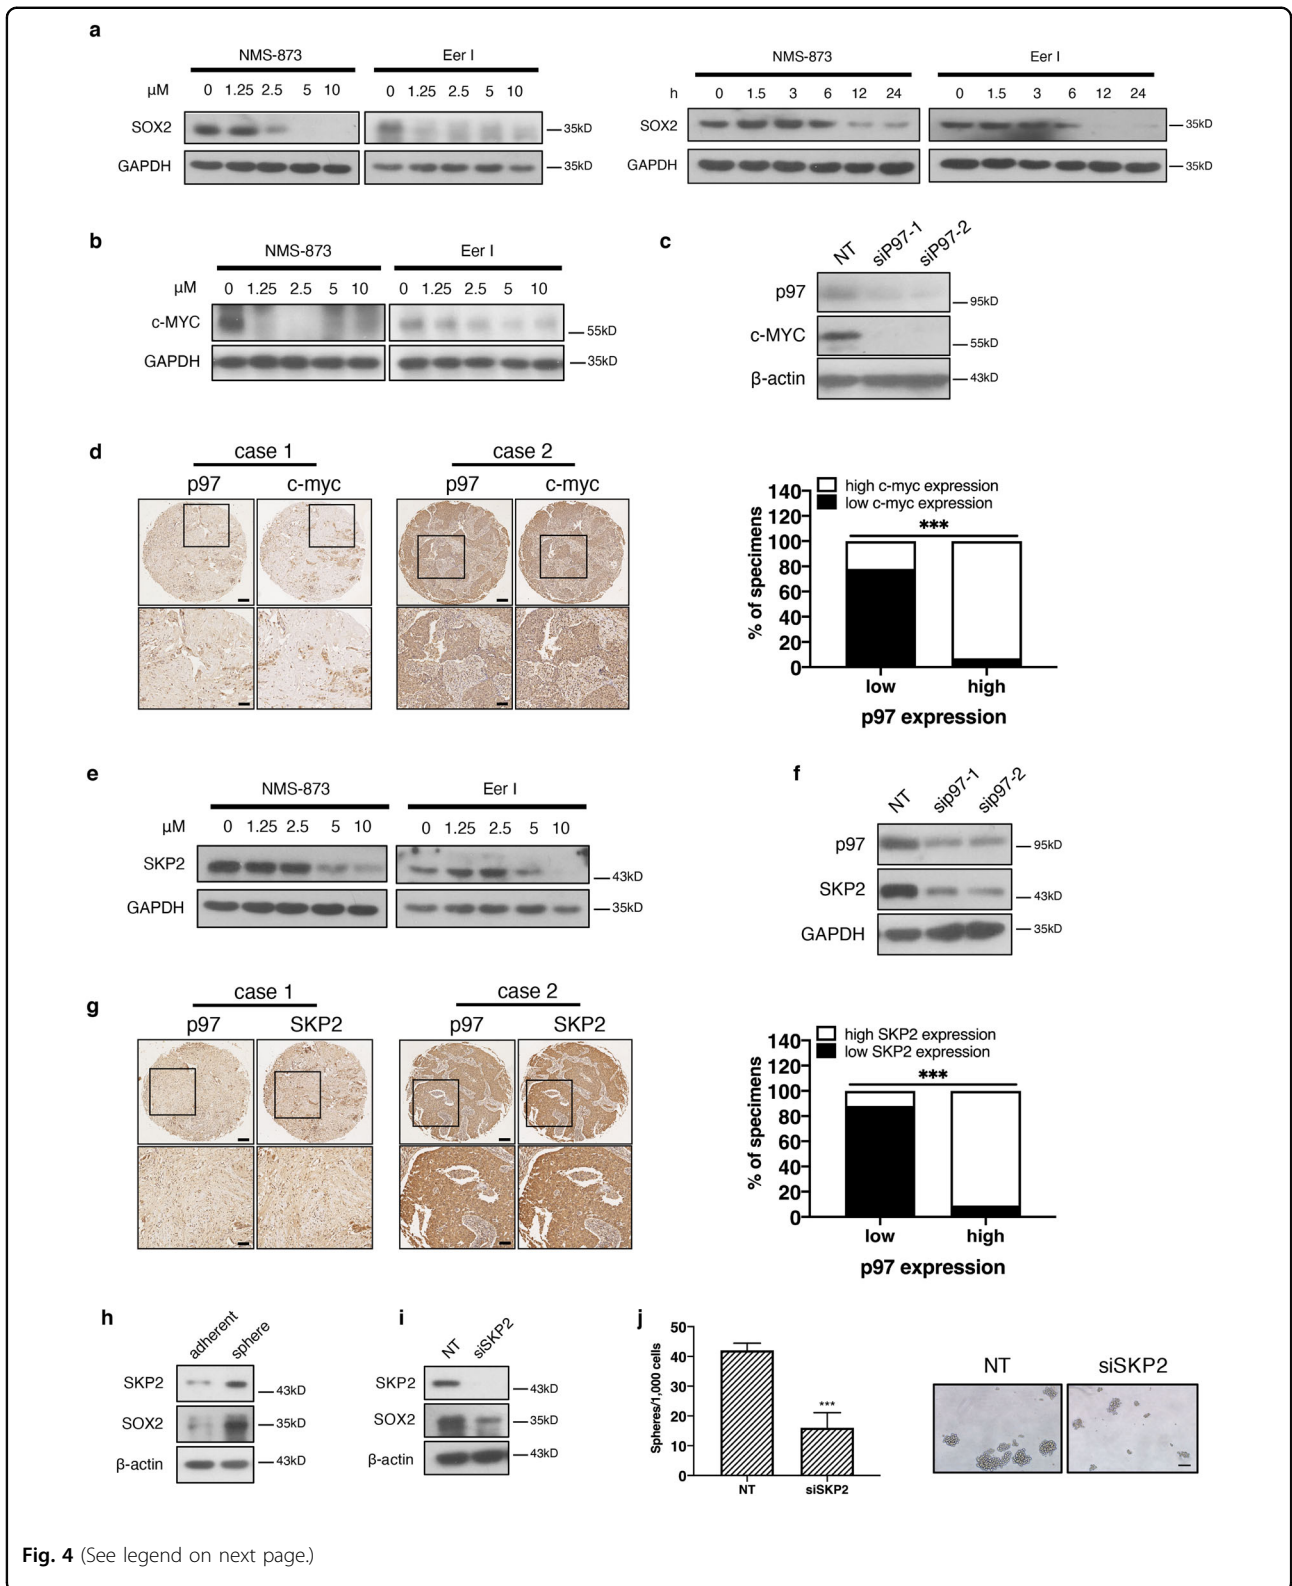 a
NMS-873
Eer I
μM 0 1.25 2.5 5 10 0 1.25 2.5 5 10
SOX2 35kD
GAPDH 35kD
NMS-873
Eer I
h 0 1.5 3 6 12 24 0 1.5 3 6 12 24
SOX2 35kD
GAPDH 35kD
b
NMS-873
Eer I
μM 0 1.25 2.5 5 10 0 1.25 2.5 5 10
c-MYC 55kD
GAPDH 35kD
c
NT siP97-1 siP97-2
p97 95kD
c-MYC 55kD
β-actin 43kD
d
case 1
case 2
p97 c-myc p97 c-myc
high c-myc expression
low c-myc expression
***
% of specimens
140
120
100
80
60
40
20
0
low high
p97 expression
e
NMS-873
Eer I
μM 0 1.25 2.5 5 10 0 1.25 2.5 5 10
SKP2 43kD
GAPDH 35kD
f
NT sip97-1 sip97-2
p97 95kD
SKP2 43kD
GAPDH 35kD
g
case 1
case 2
p97 SKP2 p97 SKP2
high SKP2 expression
low SKP2 expression
***
% of specimens
140
120
100
80
60
40
20
0
low high
p97 expression
h
adherent sphere
SKP2 43kD
SOX2 35kD
β-actin 43kD
i
NT siSKP2
SKP2 43kD
SOX2 35kD
β-actin 43kD
j
Spheres/1,000 cells
50
40
30
20
10
0
***
NT siSKP2
NT siSKP2
Fig. 4 (See legend on next page.)